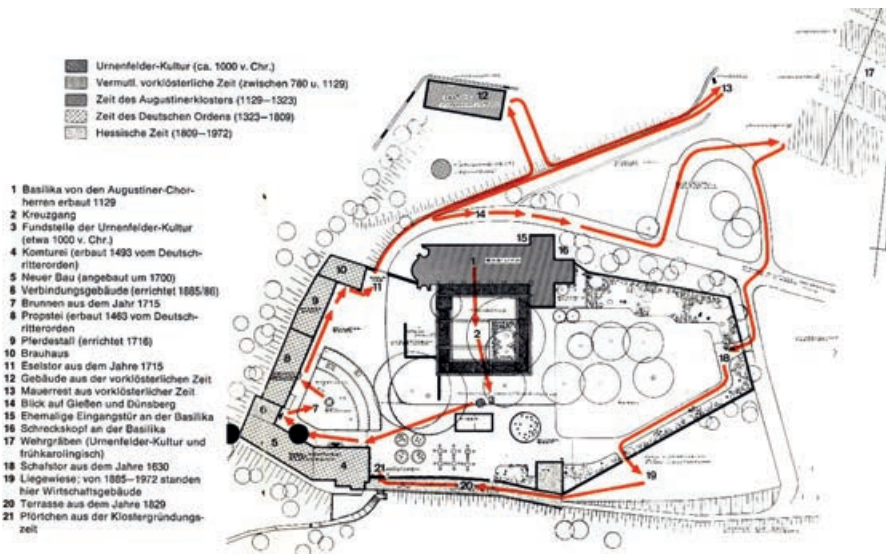 Urnenfelder-Kultur (ca. 1000 v. Chr.)
Vermutl. vorklösterliche Zeit (zwischen 780 u. 1129)
Zeit des Augustinerklosters (1129–1323)
Zeit des Deutschen Ordens (1323–1809)
Hessische Zeit (1809–1972)
1 Basilika von den Augustiner-Chor-
herren erbaut 1129
2 Kreuzgang
3 Fundstelle der Urnenfelder-Kultur
(etwa 1000 v. Chr.)
4 Komturei (erbaut 1493 vom Deutsch-
ritterorden)
5 Neuer Bau (angebaut um 1700)
6 Verbindungsgebäude (errichtet 1885/86)
7 Brunnen aus dem Jahr 1715
8 Propstei (erbaut 1463 vom Deutsch-
ritterorden
9 Pferdestall (errichtet 1716)
10 Brauhaus
11 Eselstor aus dem Jahre 1715
12 Gebäude aus der vorklösterlichen Zeit
13 Mauerrest aus vorklösterlicher Zeit
14 Blick auf Gießen und Dünsberg
15 Ehemalige Eingangstür an der Basilika
16 Schreckskopf an der Basilika
17 Wehrgräben (Urnenfelder-Kultur und
frühkarolingisch)
18 Schafstor aus dem Jahre 1630
19 Liegewiese; von 1885–1972 standen
hier Wirtschaftsgebäude
20 Terrasse aus dem Jahre 1829
21 Pförtchen aus der Klostergründungs-
zeit
17
13
12
14
15
16
10
1
11
9
2
8
18
7
6
5
4
21
20
19